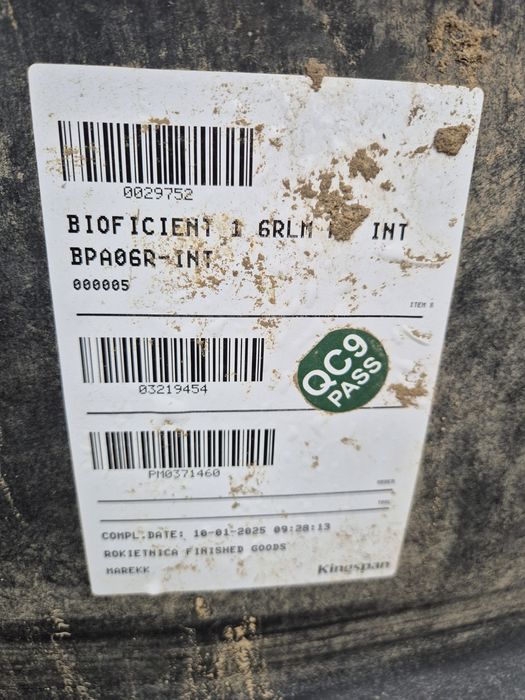 0029752
BIOFICIENT 1 6RLM INT
BPA06R-INT
000005
ITEM #
03219454
QC9
PASS
PM0371460
COMPL.DATE: 10-01-2025 09:28:13
ROKIETNICA FINISHED GOODS
MAREKK
Kingspan